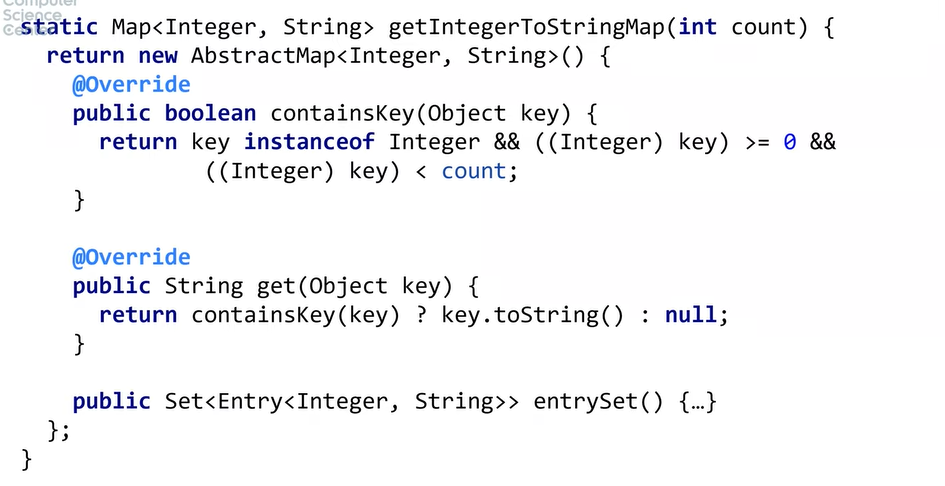 Computer
Science
Center
static Map<Integer, String> getIntegerToStringMap(int count) {
return new AbstractMap<Integer, String>() {
@Override
public boolean containsKey(Object key) {
return key instanceof Integer && ((Integer) key) >= 0 &&
((Integer) key) < count;
}
@Override
public String get(Object key) {
return containsKey(key) ? key.toString() : null;
}
public Set<Entry<Integer, String>> entrySet() {…}
};
}